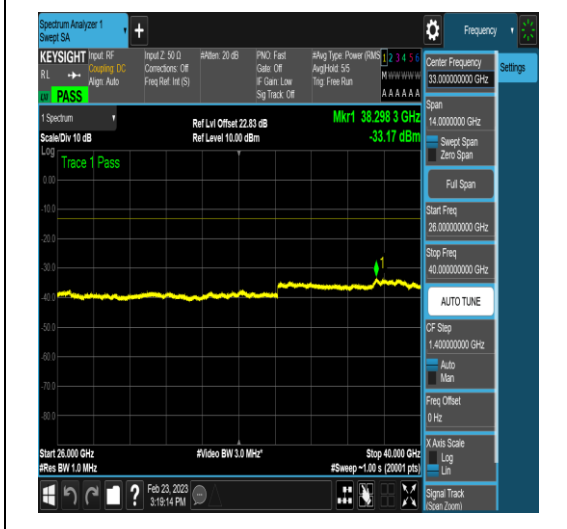 Spectrum Analyzer 1
Swept SA
+
Frequency
KEYSIGHT
RL
Input: RF
Coupling: DC
Align: Auto
Input Z: 50 Ω
Corrections: Off
Freq Ref: Int (S)
#Atten: 20 dB
PNO: Fast
Gate: Off
IF Gain: Low
Sig Track: Off
#Avg Type: Power (RMS)
Avg|Hold: 5/5
Trig: Free Run
1 2 3 4 5 6
M W W W W W
A A A A A A
PASS
1 Spectrum
Scale/Div 10 dB
Ref Lvl Offset 22.83 dB
Ref Level 10.00 dBm
Mkr1 38.298 3 GHz
-33.17 dBm
Log
Trace 1 Pass
0.00
-10.0
-20.0
-30.0
-40.0
-50.0
-60.0
-70.0
-80.0
1
Start 26.000 GHz
#Res BW 1.0 MHz
#Video BW 3.0 MHz*
Stop 40.000 GHz
#Sweep ~1.00 s (20001 pts)
?
Feb 23, 2023
3:19:14 PM
Center Frequency
33.000000000 GHz
Settings
Span
14.0000000 GHz
Swept Span
Zero Span
Full Span
Start Freq
26.000000000 GHz
Stop Freq
40.000000000 GHz
AUTO TUNE
CF Step
1.400000000 GHz
Auto
Man
Freq Offset
0 Hz
X Axis Scale
Log
Lin
Signal Track
(Span Zoom)